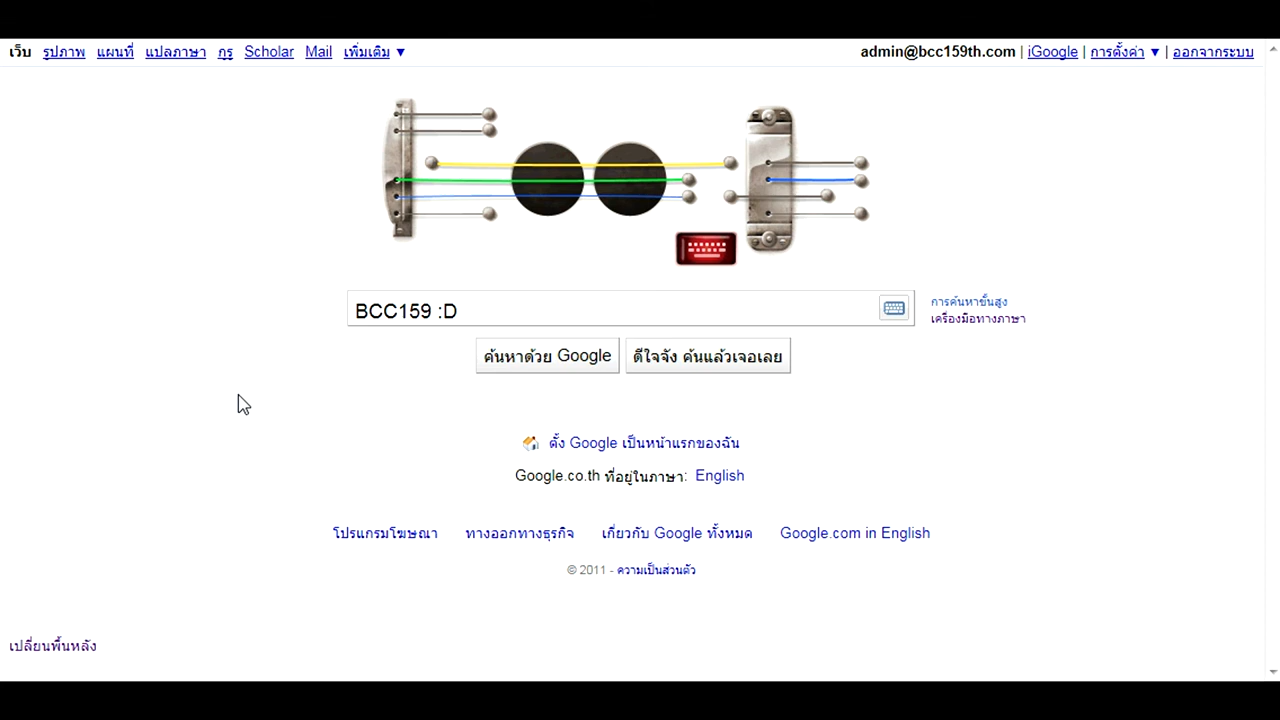 เว็บ รูปภาพ แผนที่ แปลภาษา กูรู Scholar Mail เพิ่มเติม ▼
admin@bcc159th.com | iGoogle | การตั้งค่า ▼ | ออกจากระบบ
BCC159 :D
การค้นหาขั้นสูง
เครื่องมือทางภาษา
ค้นหาด้วย Google
ดีใจจัง ค้นแล้วเจอเลย
ตั้ง Google เป็นหน้าแรกของฉัน
Google.co.th ที่อยู่ในภาษา: English
โปรแกรมโฆษณา ทางออกทางธุรกิจ เกี่ยวกับ Google ทั้งหมด Google.com in English
© 2011 - ความเป็นส่วนตัว
เปลี่ยนพื้นหลัง